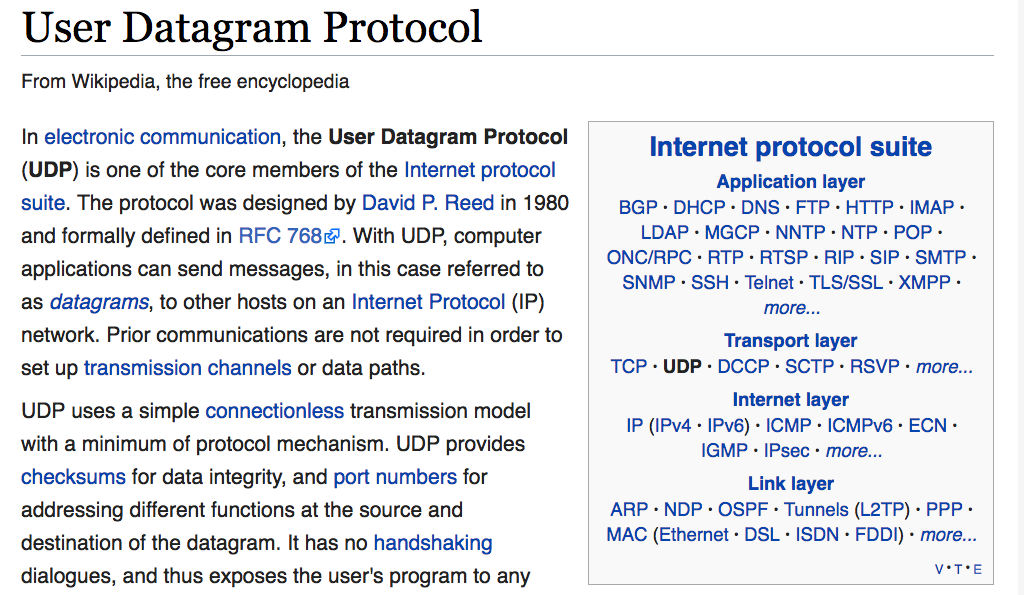 User Datagram Protocol
From Wikipedia, the free encyclopedia
In electronic communication, the User Datagram Protocol
(UDP) is one of the core members of the Internet protocol
suite. The protocol was designed by David P. Reed in 1980
and formally defined in RFC 768. With UDP, computer
applications can send messages, in this case referred to
as datagrams, to other hosts on an Internet Protocol (IP)
network. Prior communications are not required in order to
set up transmission channels or data paths.
UDP uses a simple connectionless transmission model
with a minimum of protocol mechanism. UDP provides
checksums for data integrity, and port numbers for
addressing different functions at the source and
destination of the datagram. It has no handshaking
dialogues, and thus exposes the user's program to any
Internet protocol suite
Application layer
BGP · DHCP · DNS · FTP · HTTP · IMAP ·
LDAP · MGCP · NNTP · NTP · POP ·
ONC/RPC · RTP · RTSP · RIP · SIP · SMTP ·
SNMP · SSH · Telnet · TLS/SSL · XMPP ·
more...
Transport layer
TCP · UDP · DCCP · SCTP · RSVP · more...
Internet layer
IP (IPv4 · IPv6) · ICMP · ICMPv6 · ECN ·
IGMP · IPsec · more...
Link layer
ARP · NDP · OSPF · Tunnels (L2TP) · PPP ·
MAC (Ethernet · DSL · ISDN · FDDI) · more...
V · T · E